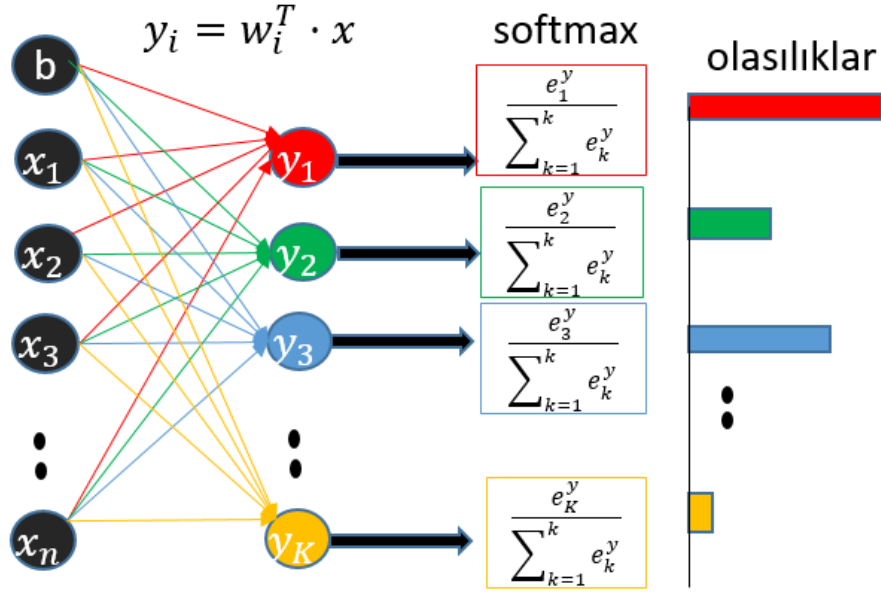 y_i = w_i^T · x
softmax
olasılıklar
b
x_1
x_2
x_3
x_n
y_1
y_2
y_3
y_K
e_1^y / ∑_{k=1}^k e_k^y
e_2^y / ∑_{k=1}^k e_k^y
e_3^y / ∑_{k=1}^k e_k^y
e_K^y / ∑_{k=1}^k e_k^y